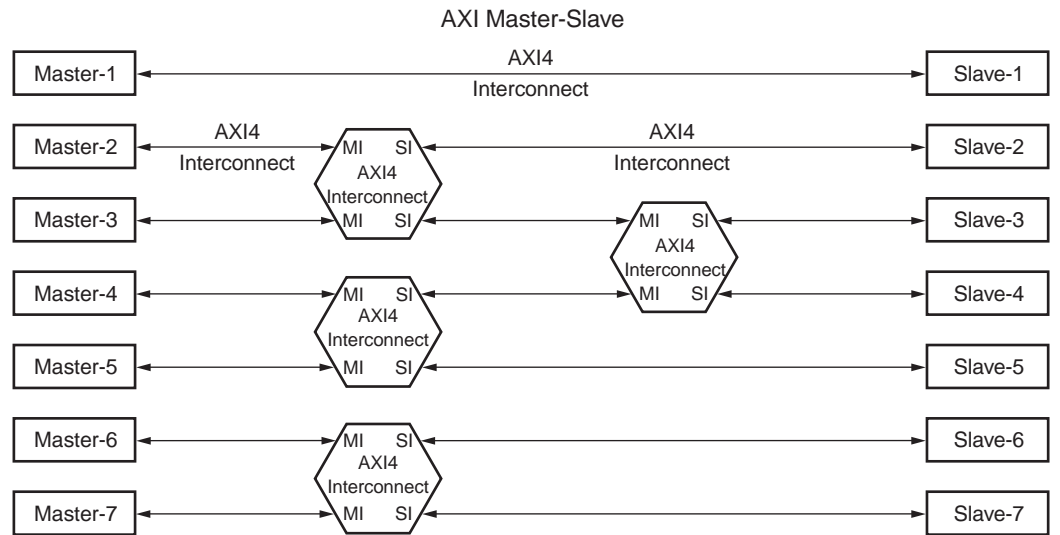 AXI Master-Slave
Master-1
AXI4
Interconnect
Slave-1
Master-2
AXI4
Interconnect
MI SI
AXI4
Interconnect
MI SI
AXI4
Interconnect
Slave-2
Master-3
MI SI
AXI4
Interconnect
MI SI
Slave-3
Master-4
MI SI
AXI4
Interconnect
MI SI
Slave-4
Master-5
Slave-5
Master-6
MI SI
AXI4
Interconnect
MI SI
Slave-6
Master-7
Slave-7